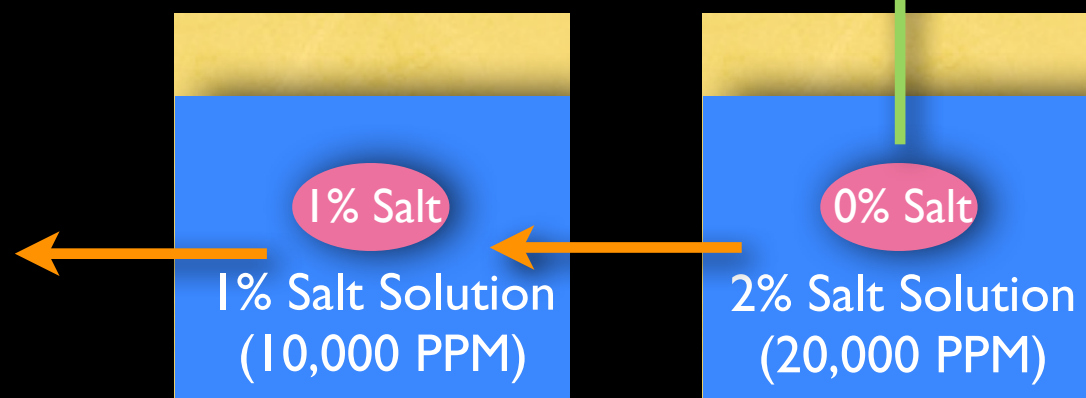 1% Salt
1% Salt Solution
(10,000 PPM)
0% Salt
2% Salt Solution
(20,000 PPM)